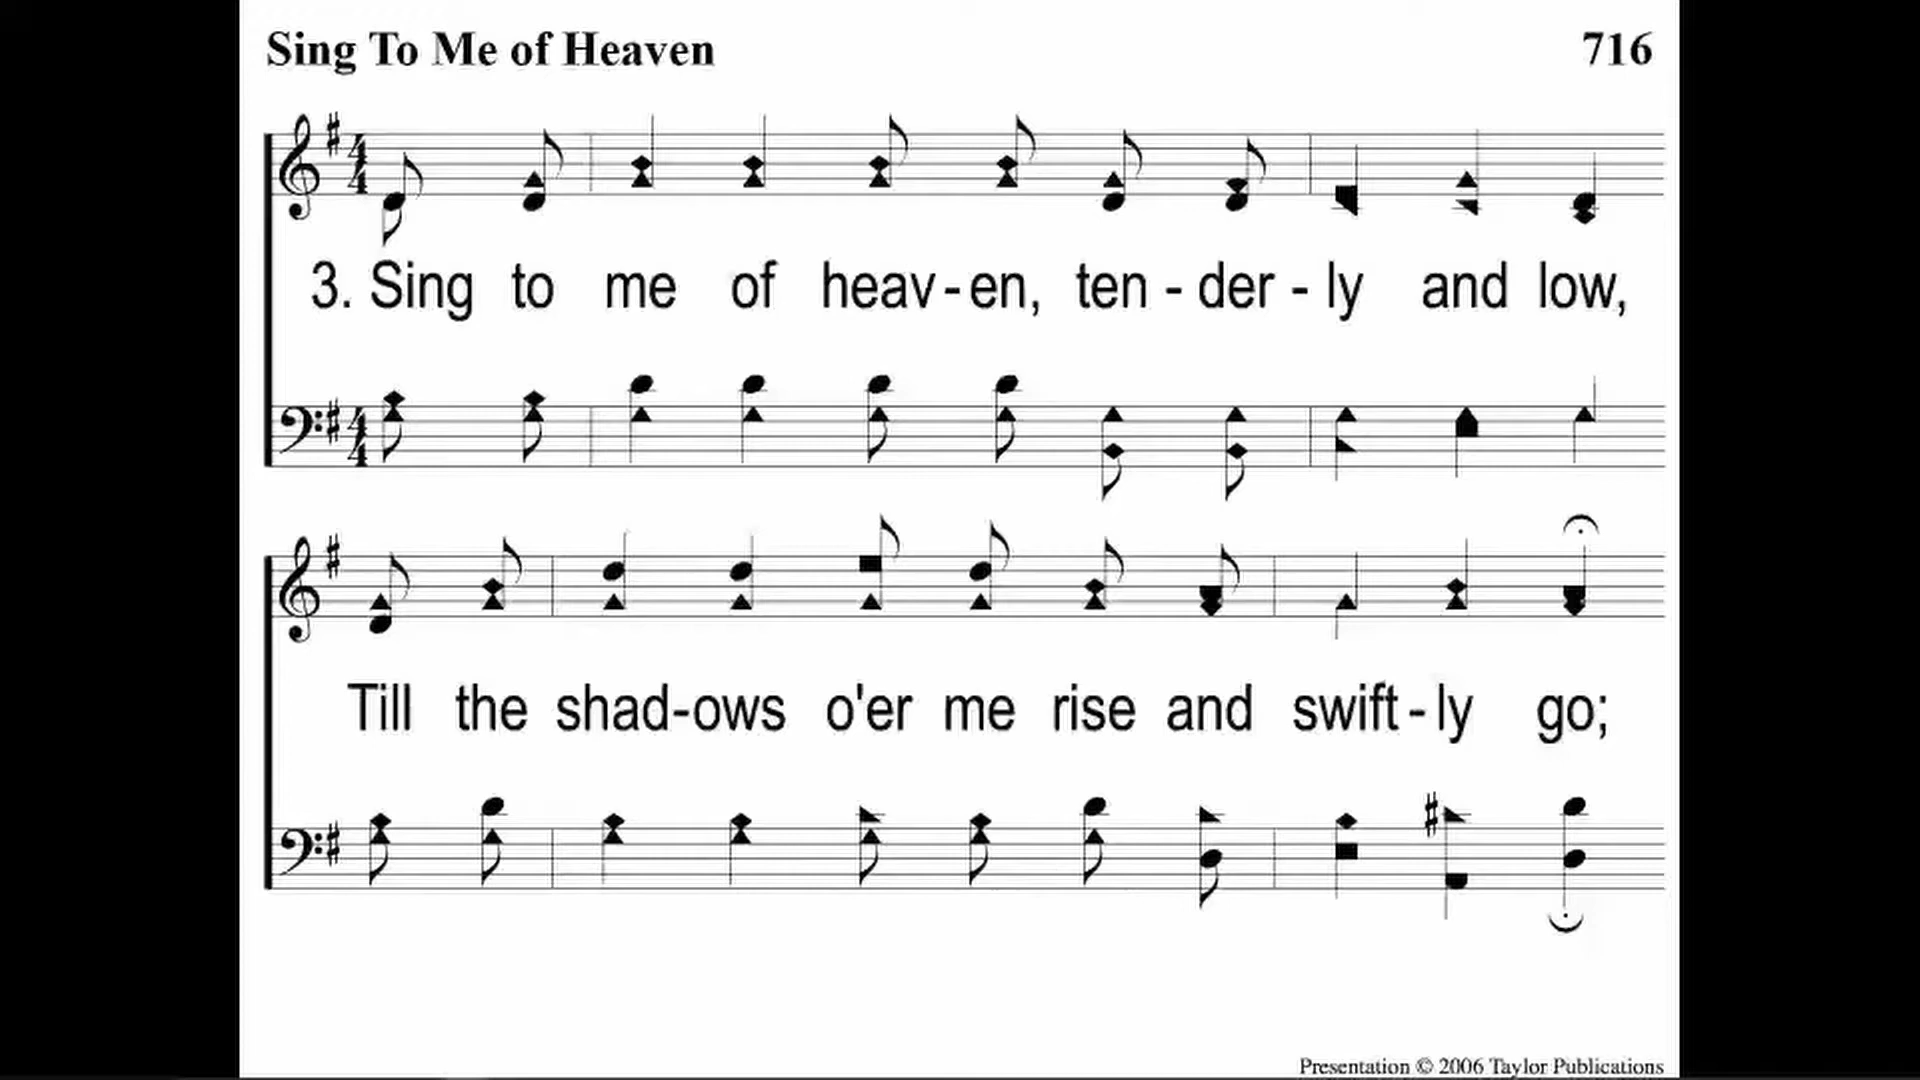 Sing To Me of Heaven 716
3. Sing to me of heav-en, ten-der-ly and low,
Till the shad-ows o'er me rise and swift-ly go;
Presentation © 2006 Taylor Publications